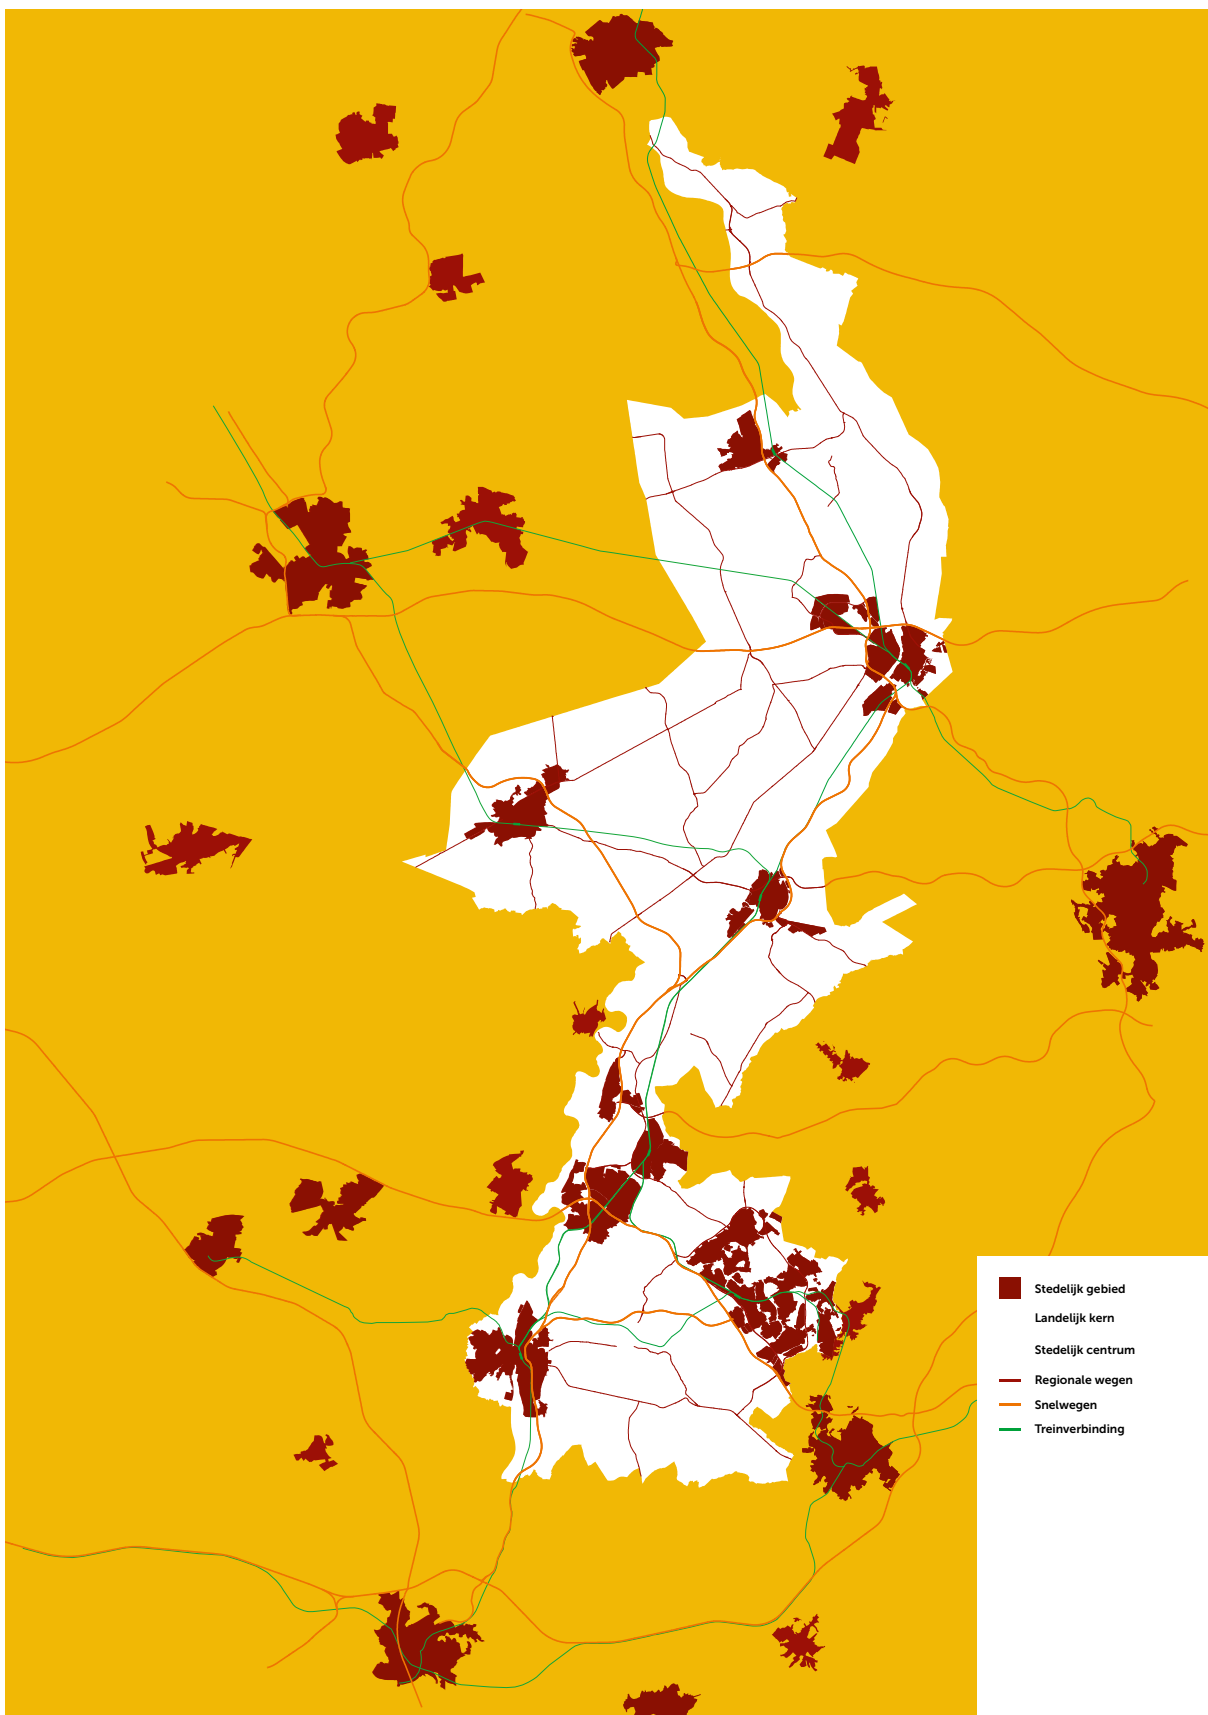 Stedelijk gebied
Landelijk kern
Stedelijk centrum
Regionale wegen
Snelwegen
Treinverbinding